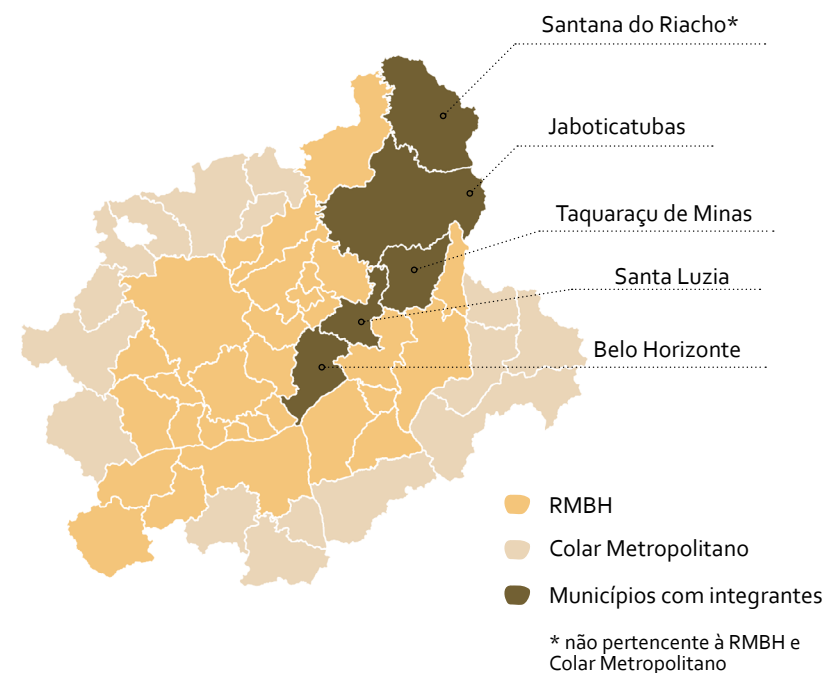 Santana do Riacho*
Jaboticatubas
Taquaraçu de Minas
Santa Luzia
Belo Horizonte
RMBH
Colar Metropolitano
Municípios com integrantes
* não pertencente à RMBH e
Colar Metropolitano